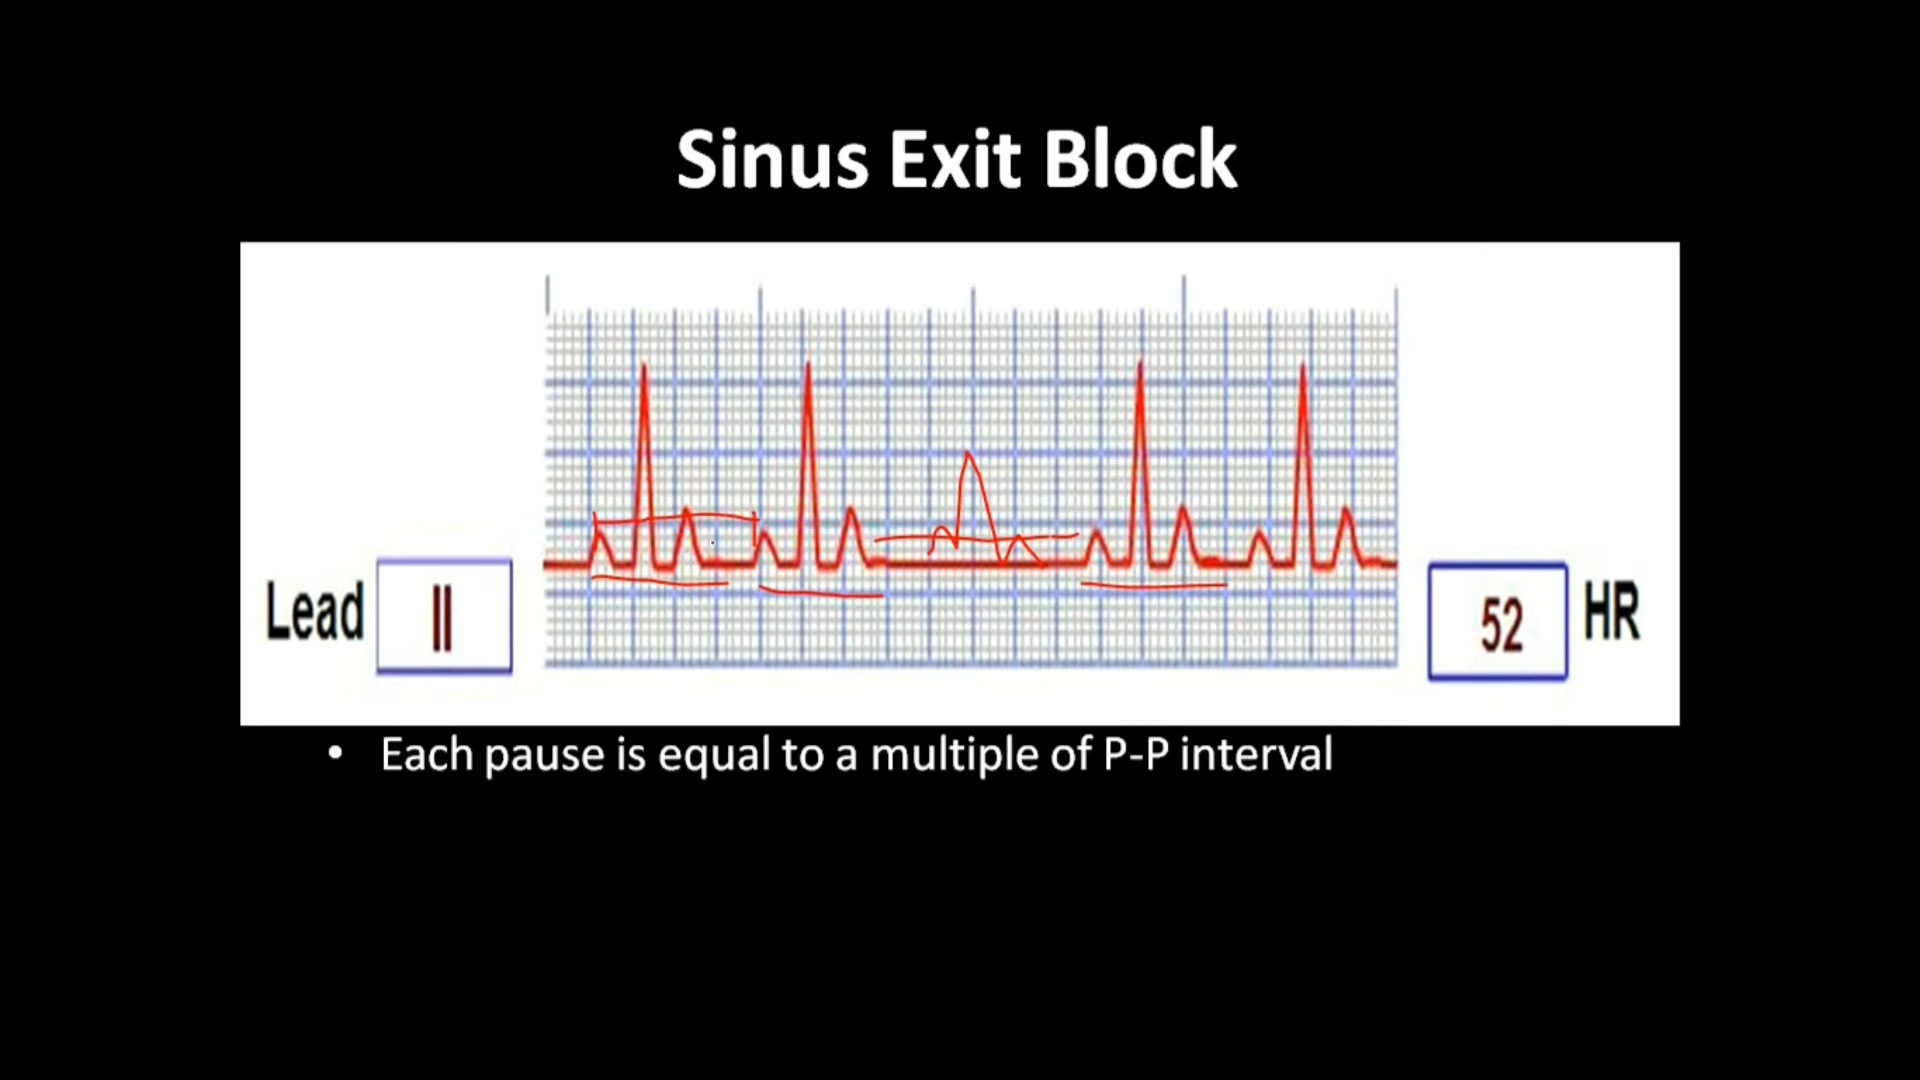 Sinus Exit Block
Lead II
52 HR
• Each pause is equal to a multiple of P-P interval